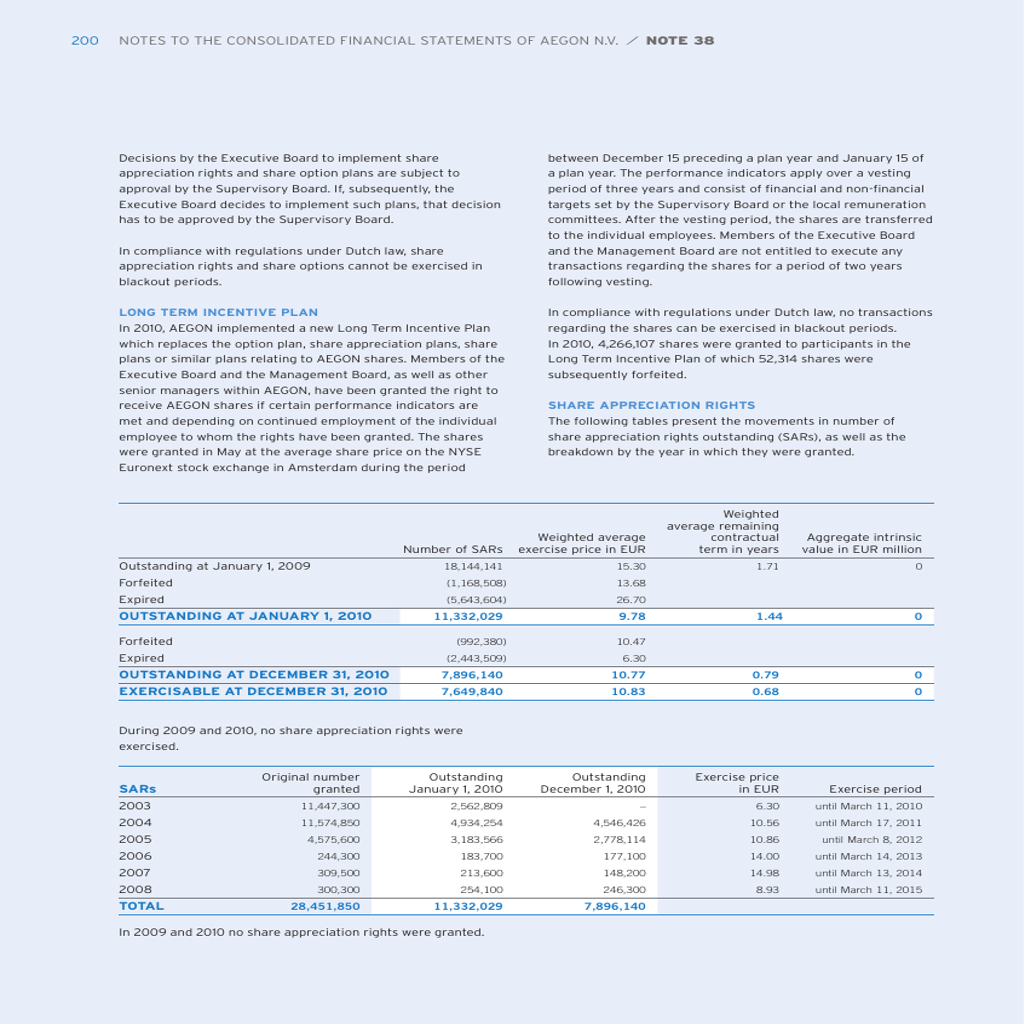 200 NOTES TO THE CONSOLIDATED FINANCIAL STATEMENTS OF AEGON N.V. / NOTE 38
Decisions by the Executive Board to implement share
appreciation rights and share option plans are subject to
approval by the Supervisory Board. If, subsequently, the
Executive Board decides to implement such plans, that decision
has to be approved by the Supervisory Board.
In compliance with regulations under Dutch law, share
appreciation rights and share options cannot be exercised in
blackout periods.
LONG TERM INCENTIVE PLAN
In 2010, AEGON implemented a new Long Term Incentive Plan
which replaces the option plan, share appreciation plans, share
plans or similar plans relating to AEGON shares. Members of the
Executive Board and the Management Board, as well as other
senior managers within AEGON, have been granted the right to
receive AEGON shares if certain performance indicators are
met and depending on continued employment of the individual
employee to whom the rights have been granted. The shares
were granted in May at the average share price on the NYSE
Euronext stock exchange in Amsterdam during the period
between December 15 preceding a plan year and January 15 of
a plan year. The performance indicators apply over a vesting
period of three years and consist of financial and non-financial
targets set by the Supervisory Board or the local remuneration
committees. After the vesting period, the shares are transferred
to the individual employees. Members of the Executive Board
and the Management Board are not entitled to execute any
transactions regarding the shares for a period of two years
following vesting.
In compliance with regulations under Dutch law, no transactions
regarding the shares can be exercised in blackout periods.
In 2010, 4,266,107 shares were granted to participants in the
Long Term Incentive Plan of which 52,314 shares were
subsequently forfeited.
SHARE APPRECIATION RIGHTS
The following tables present the movements in number of
share appreciation rights outstanding (SARs), as well as the
breakdown by the year in which they were granted.
Weighted
average remaining
Weighted average contractual Aggregate intrinsic
Number of SARs exercise price in EUR term in years value in EUR million
Outstanding at January 1, 2009 18,144,141 15.30 1.71 0
Forfeited (1,168,508) 13.68
Expired (5,643,604) 26.70
OUTSTANDING AT JANUARY 1, 2010 11,332,029 9.78 1.44 0
Forfeited (992,380) 10.47
Expired (2,443,509) 6.30
OUTSTANDING AT DECEMBER 31, 2010 7,896,140 10.77 0.79 0
EXERCISABLE AT DECEMBER 31, 2010 7,649,840 10.83 0.68 0
During 2009 and 2010, no share appreciation rights were
exercised.
Original number Outstanding Outstanding Exercise price
SARs granted January 1, 2010 December 1, 2010 in EUR Exercise period
2003 11,447,300 2,562,809 – 6.30 until March 11, 2010
2004 11,574,850 4,934,254 4,546,426 10.56 until March 17, 2011
2005 4,575,600 3,183,566 2,778,114 10.86 until March 8, 2012
2006 244,300 183,700 177,100 14.00 until March 14, 2013
2007 309,500 213,600 148,200 14.98 until March 13, 2014
2008 300,300 254,100 246,300 8.93 until March 11, 2015
TOTAL 28,451,850 11,332,029 7,896,140
In 2009 and 2010 no share appreciation rights were granted.